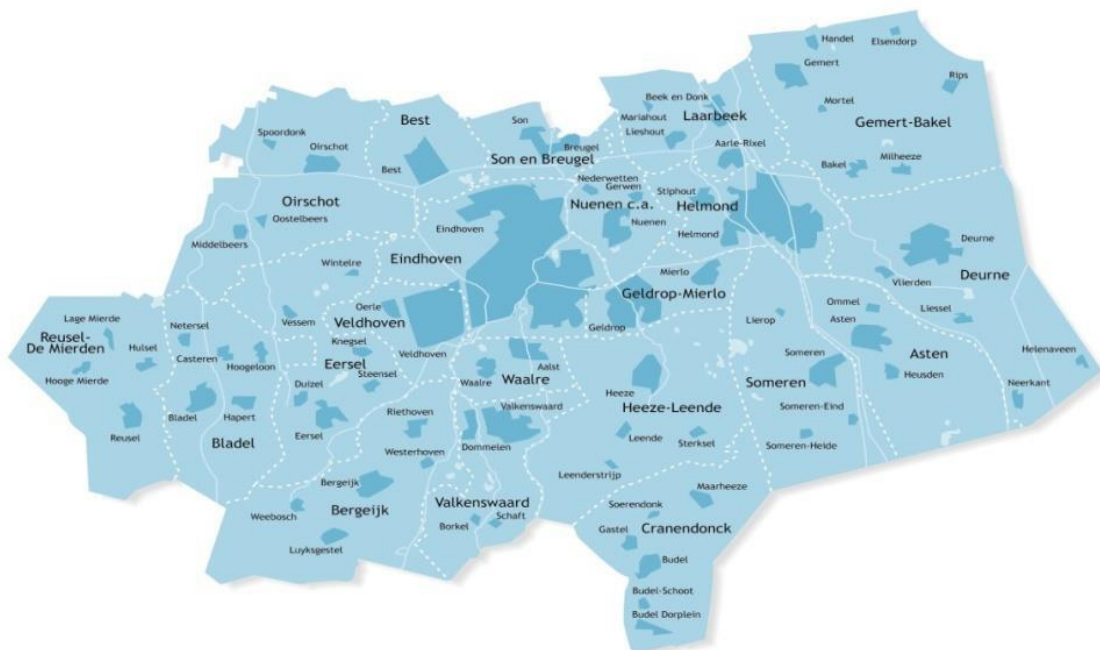 Handel
Elsendorp
Gemert
Rips
Beek en Donk
Mortel
Mariahout
Laarbeek
Gemert-Bakel
Lieshout
Best
Son
Spoordonk
Oirschot
Breugel
Aarle-Rixel
Best
Son en Breugel
Bakel
Milheeze
Nederwetten
Gerwen
Stiphout
Oirschot
Nuenen c.a.
Helmond
Oostelbeers
Nuenen
Eindhoven
Helmond
Deurne
Middelbeers
Wintelre
Eindhoven
Mierlo
Deurne
Vlierden
Geldrop-Mierlo
Oerle
Ommel
Liessel
Lage Mierde
Netersel
Vessem
Veldhoven
Geldrop
Lierop
Asten
Reusel-
De Mierden
Hulsel
Knegsel
Veldhoven
Someren
Asten
Casteren
Hoogeloon
Eersel
Steensel
Waalre
Aalst
Waalre
Helenaveen
Hooge Mierde
Heusden
Someren
Neerkant
Duizel
Heeze
Bladel
Hapert
Riethoven
Valkenswaard
Heeze-Leende
Someren-Eind
Reusel
Bladel
Eersel
Leende
Sterksel
Someren-Heide
Westerhoven
Dommelen
Bergeijk
Leenderstrijp
Maarheeze
Weebosch
Bergeijk
Valkenswaard
Soerendonk
Borkel
Schaft
Gastel
Cranendonck
Luyksgestel
Budel
Budel-Schoot
Budel Dorplein